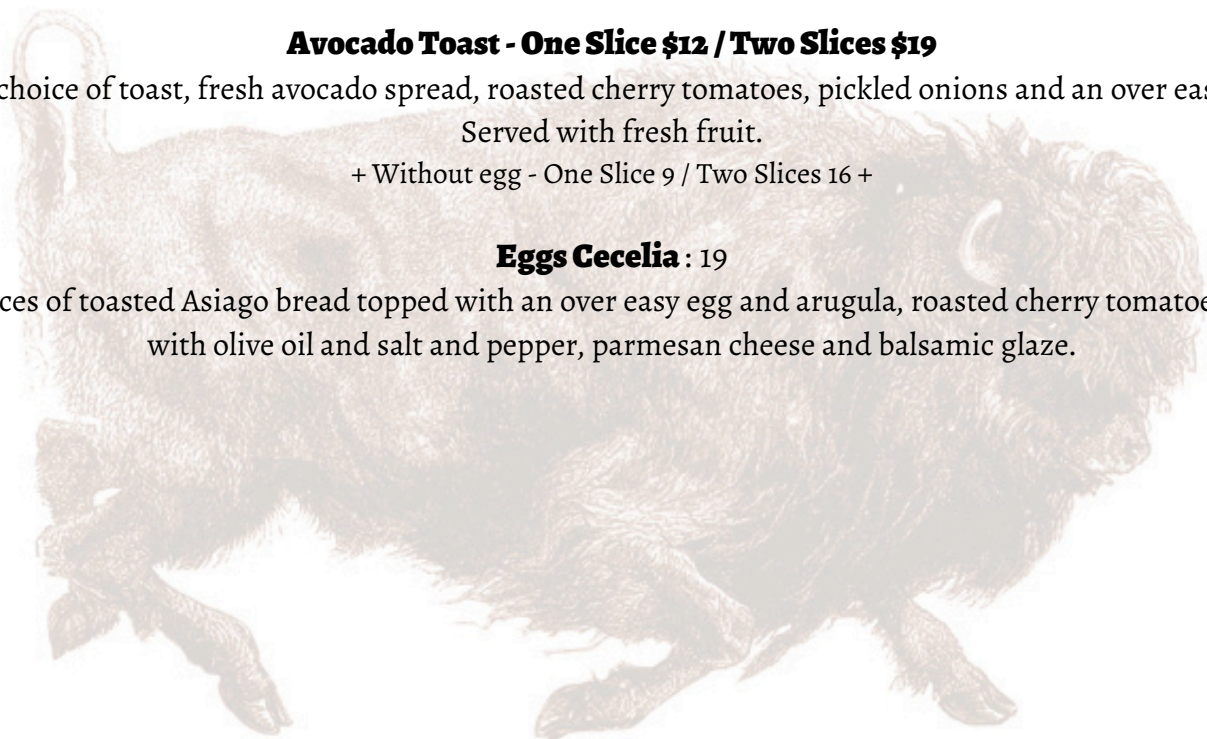 Avocado Toast - One Slice $12 / Two Slices $19
choice of toast, fresh avocado spread, roasted cherry tomatoes, pickled onions and an over eas
Served with fresh fruit.
+ Without egg - One Slice 9 / Two Slices 16 +
Eggs Cecelia : 19
ces of toasted Asiago bread topped with an over easy egg and arugula, roasted cherry tomatoe
with olive oil and salt and pepper, parmesan cheese and balsamic glaze.